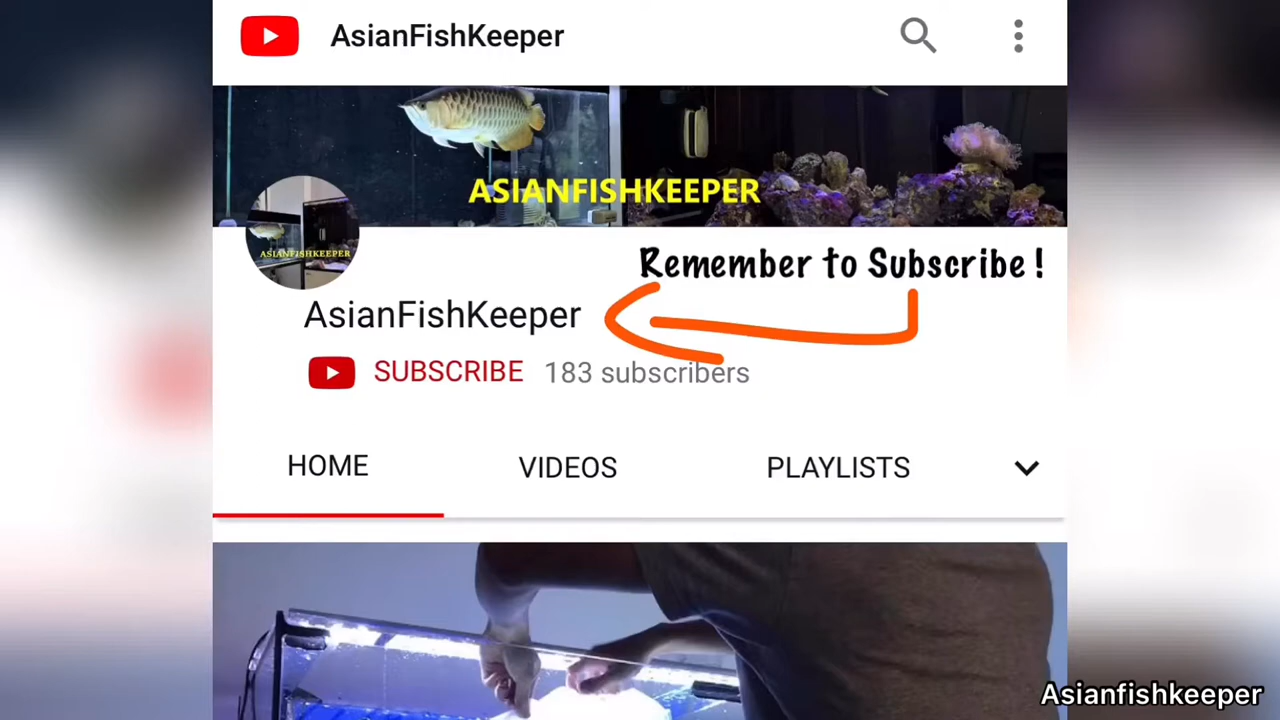 AsianFishKeeper
ASIANFISHKEEPER
ASIANFISHKEEPER
Remember to Subscribe !
AsianFishKeeper
SUBSCRIBE 183 subscribers
HOME VIDEOS PLAYLISTS
Asianfishkeeper